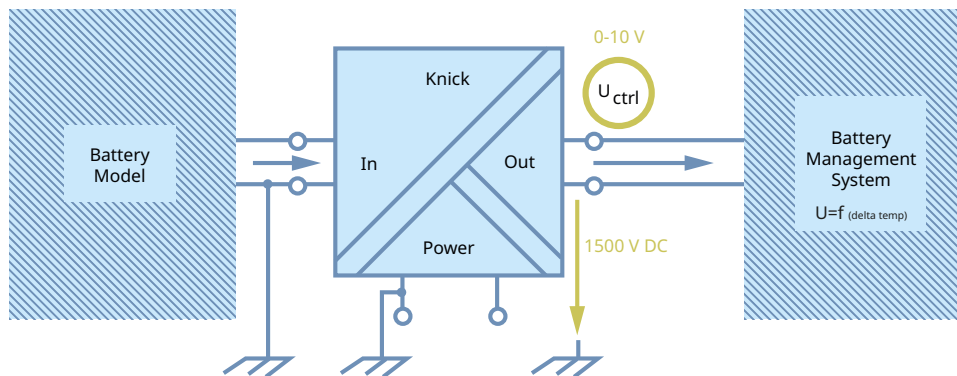 0-10 V
Knick
U ctrl
Battery
Model
In
Out
Battery
Management
System
U=f (delta temp)
Power
1500 V DC